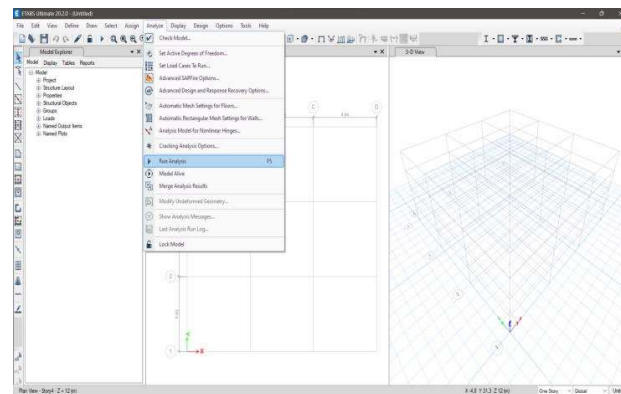 ETABS Ultimate 20.2.0 - (Untitled)
File Edit View Define Draw Select Assign Analyze Display Design Options Tools Help
Model Explorer
Model Display Tables Reports
Model
Project
Structure Layout
Properties
Structural Objects
Groups
Loads
Named Output Items
Named Plots
Check Model...
Set Active Degrees of Freedom...
Set Load Cases To Run...
Advanced SAPFire Options...
Advanced Design and Response Recovery Options...
Automatic Mesh Settings for Floors...
Automatic Rectangular Mesh Settings for Walls...
Analysis Model for Nonlinear Hinges...
Cracking Analysis Options...
Run Analysis F5
Model Alive
Merge Analysis Results
Modify Undeformed Geometry...
Show Analysis Messages...
Last Analysis Run Log...
Lock Model
C
D
2
1
X
3-D View
Plan View - Story4 - Z = 12 (m)
One Story
Global